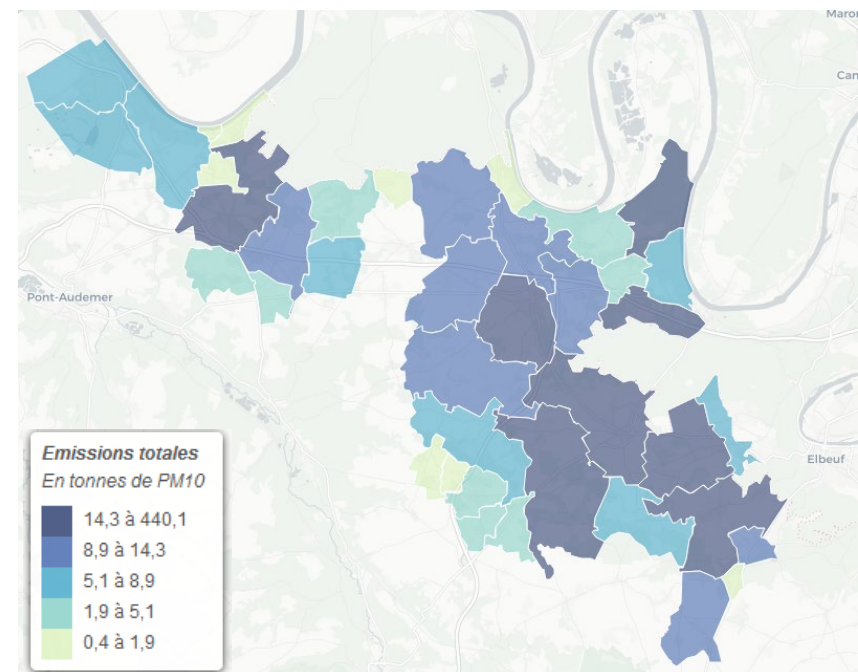 Maron
Can
Pont-Audemer
Elbeuf
Emissions totales
En tonnes de PM10
14,3 à 440,1
8,9 à 14,3
5,1 à 8,9
1,9 à 5,1
0,4 à 1,9